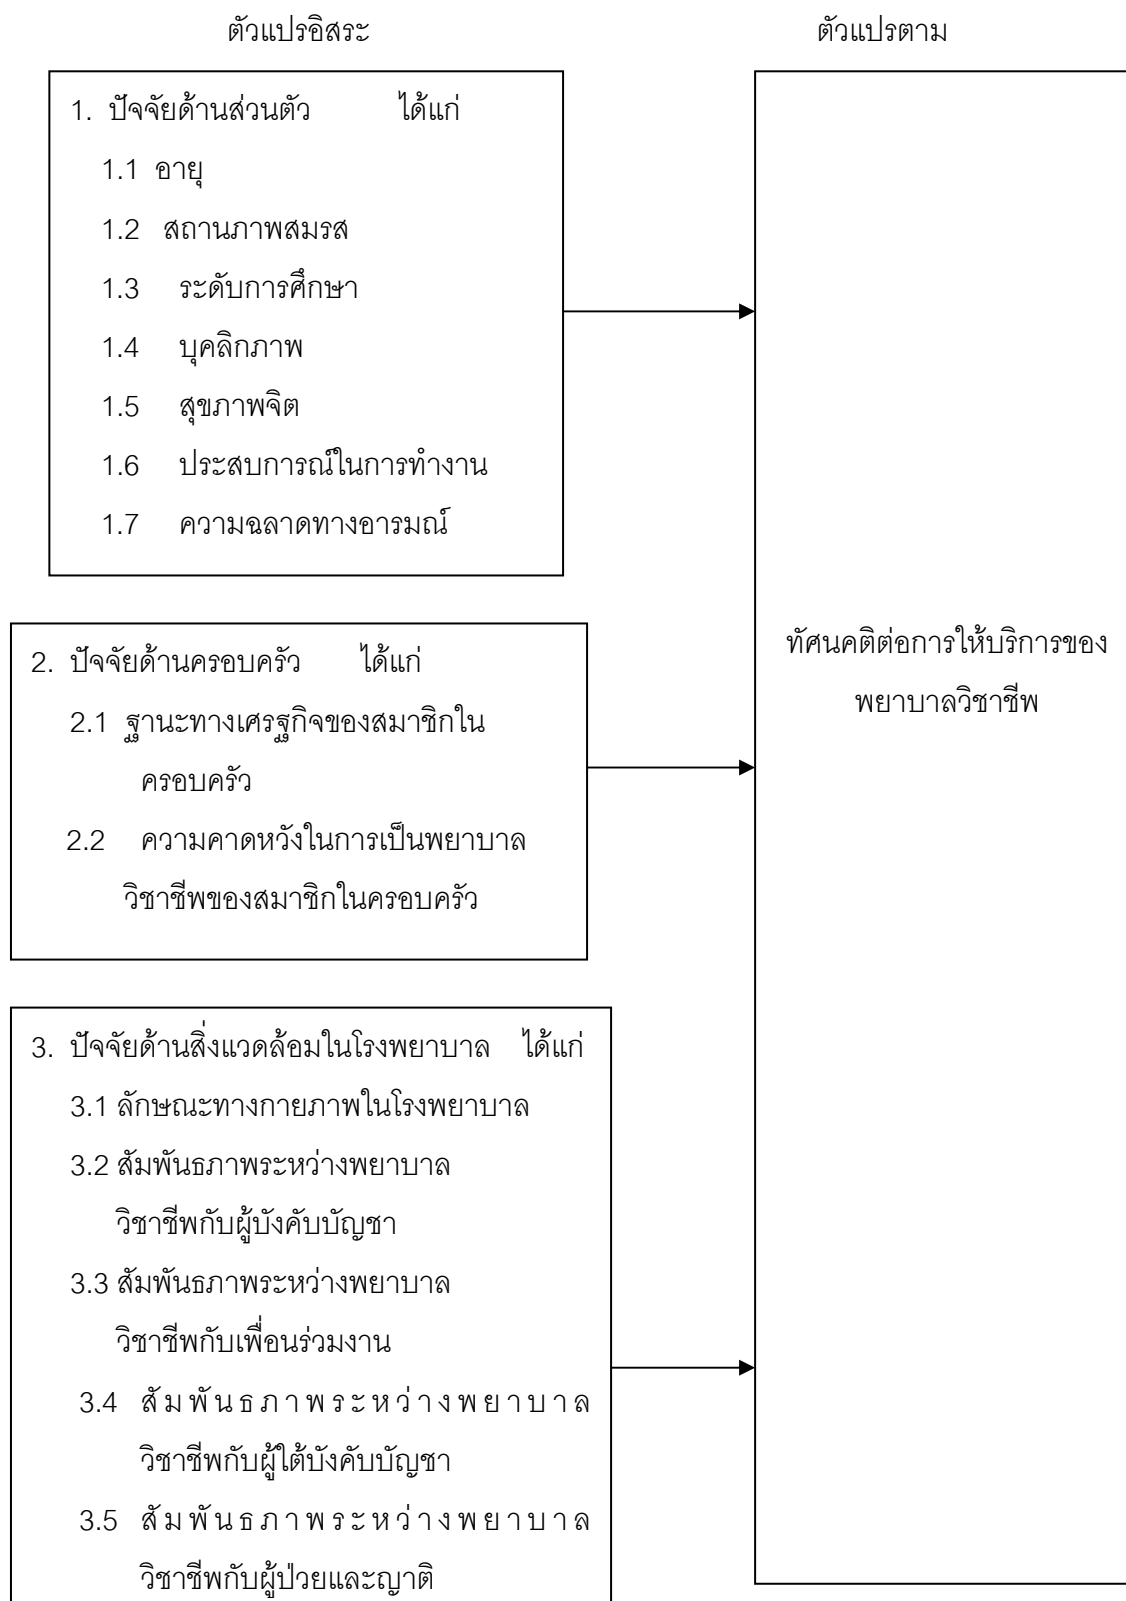 ตัวแปรอิสระ
ตัวแปรตาม
1. ปัจจัยด้านส่วนตัว ได้แก่
1.1 อายุ
1.2 สถานภาพสมรส
1.3 ระดับการศึกษา
1.4 บุคลิกภาพ
1.5 สุขภาพจิต
1.6 ประสบการณ์ในการทำงาน
1.7 ความฉลาดทางอารมณ์
2. ปัจจัยด้านครอบครัว ได้แก่
2.1 ฐานะทางเศรษฐกิจของสมาชิกใน
ครอบครัว
2.2 ความคาดหวังในการเป็นพยาบาล
วิชาชีพของสมาชิกในครอบครัว
3. ปัจจัยด้านสิ่งแวดล้อมในโรงพยาบาล ได้แก่
3.1 ลักษณะทางกายภาพในโรงพยาบาล
3.2 สัมพันธภาพระหว่างพยาบาล
วิชาชีพกับผู้บังคับบัญชา
3.3 สัมพันธภาพระหว่างพยาบาล
วิชาชีพกับเพื่อนร่วมงาน
3.4 สัมพันธภาพระหว่างพยาบาล
วิชาชีพกับผู้ใต้บังคับบัญชา
3.5 สัมพันธภาพระหว่างพยาบาล
วิชาชีพกับผู้ป่วยและญาติ
ทัศนคติต่อการให้บริการของ
พยาบาลวิชาชีพ